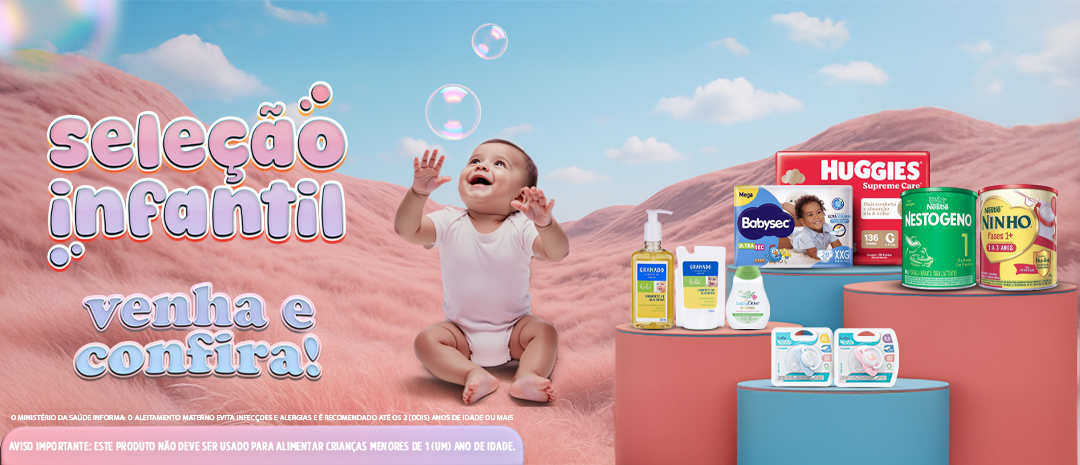 seleção
infantil
venha e
confira!
O MINISTÉRIO DA SAÚDE INFORMA: O ALEITAMENTO MATERNO EVITA INFECÇÕES E ALERGIAS E É RECOMENDADO ATÉ OS 2 (DOIS) ANOS DE IDADE OU MAIS
AVISO IMPORTANTE: ESTE PRODUTO NÃO DEVE SER USADO PARA ALIMENTAR CRIANÇAS MENORES DE 1 (UM) ANO DE IDADE.
HUGGIES
Supreme Care
136
G
Mega
Babysec
ULTRASEC
XXG
Nestlé
NESTOGENO
1
NINHO
Fases 1+
1 A 3 ANOS
GRANADO
bebê
GRANADO
bebê